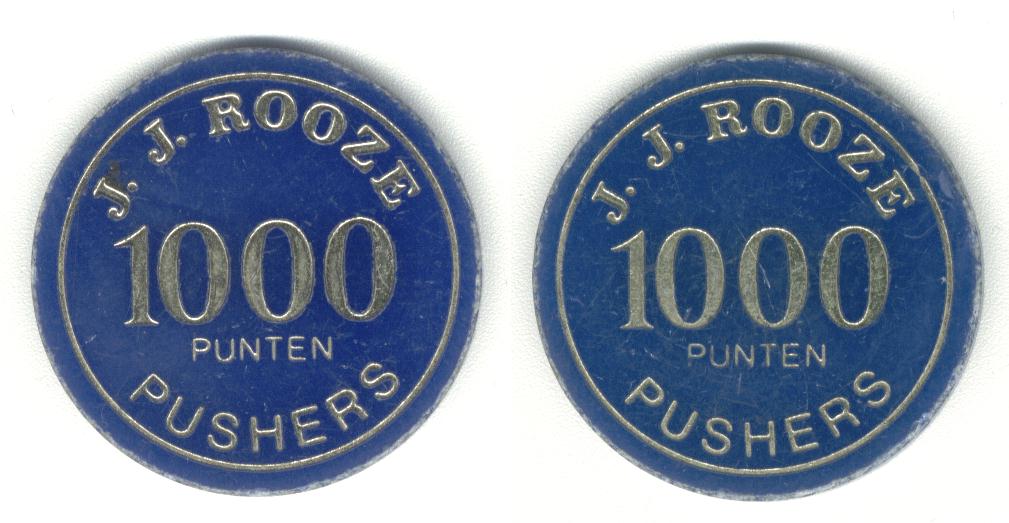 J. J. ROOZE
1000
PUNTEN
PUSHERS
J. J. ROOZE
1000
PUNTEN
PUSHERS